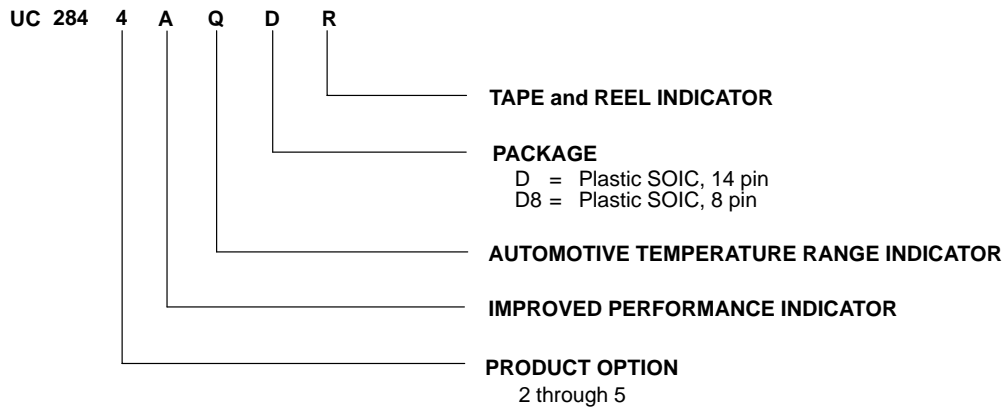 UC 284 4 A Q D R
TAPE and REEL INDICATOR
PACKAGE
D = Plastic SOIC, 14 pin
D8 = Plastic SOIC, 8 pin
AUTOMOTIVE TEMPERATURE RANGE INDICATOR
IMPROVED PERFORMANCE INDICATOR
PRODUCT OPTION
2 through 5